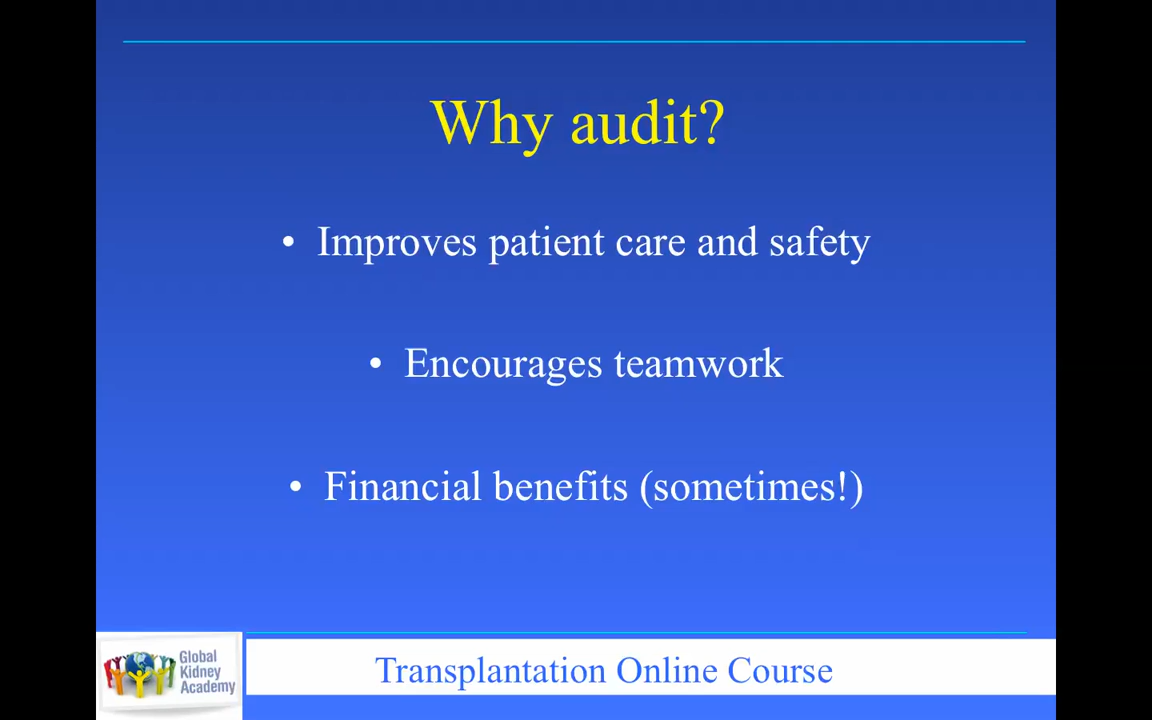 Why audit?
• Improves patient care and safety
• Encourages teamwork
• Financial benefits (sometimes!)
Global
Kidney
Academy
Transplantation Online Course